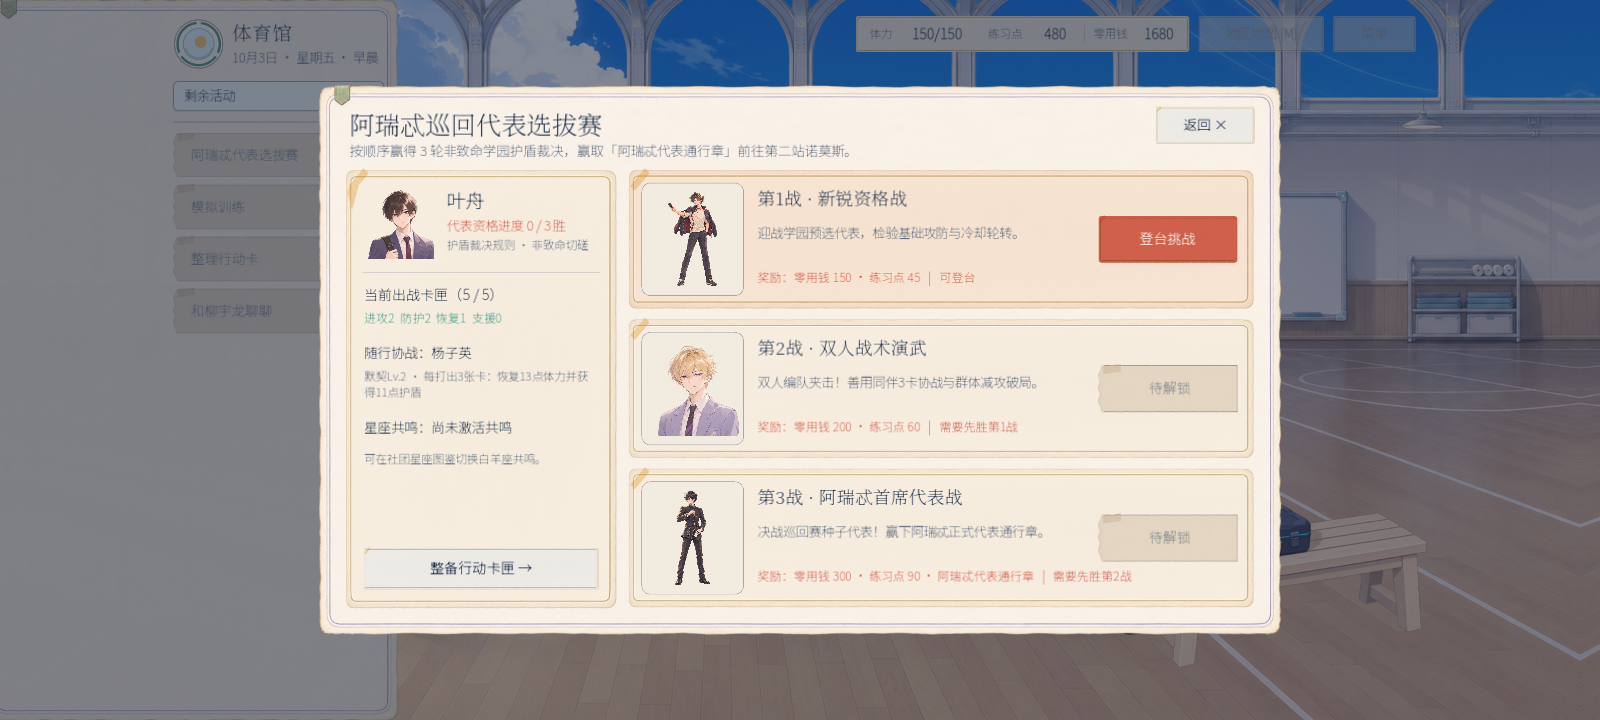 体育馆
10月3日 · 星期五 · 早晨
剩余活动
阿瑞忒代表选拔赛
模拟训练
整理行动卡
和柳宇龙聊聊
体力 150/150 练习点 480 零用钱 1680
阿瑞忒巡回代表选拔赛
按顺序赢得 3 轮非致命学园护盾裁决，赢取「阿瑞忒代表通行章」前往第二站诺莫斯。
返回 ×
叶舟
代表资格进度 0 / 3 胜
护盾裁决规则 · 非致命切磋
当前出战卡匣（5 / 5）
进攻2 防护2 恢复1 支援0
随行协战：杨子英
默契Lv.2 · 每打出3张卡：恢复13点体力并获
得11点护盾
星座共鸣：尚未激活共鸣
可在社团星座图鉴切换白羊座共鸣。
整备行动卡匣 →
第1战 · 新锐资格战
迎战学园预选代表，检验基础攻防与冷却轮转。
奖励：零用钱 150 · 练习点 45 | 可登台
登台挑战
第2战 · 双人战术演武
双人编队夹击！善用同伴3卡协战与群体减攻破局。
奖励：零用钱 200 · 练习点 60 | 需要先胜第1战
待解锁
第3战 · 阿瑞忒首席代表战
决战巡回赛种子代表！赢下阿瑞忒正式代表通行章。
奖励：零用钱 300 · 练习点 90 · 阿瑞忒代表通行章 | 需要先胜第2战
待解锁